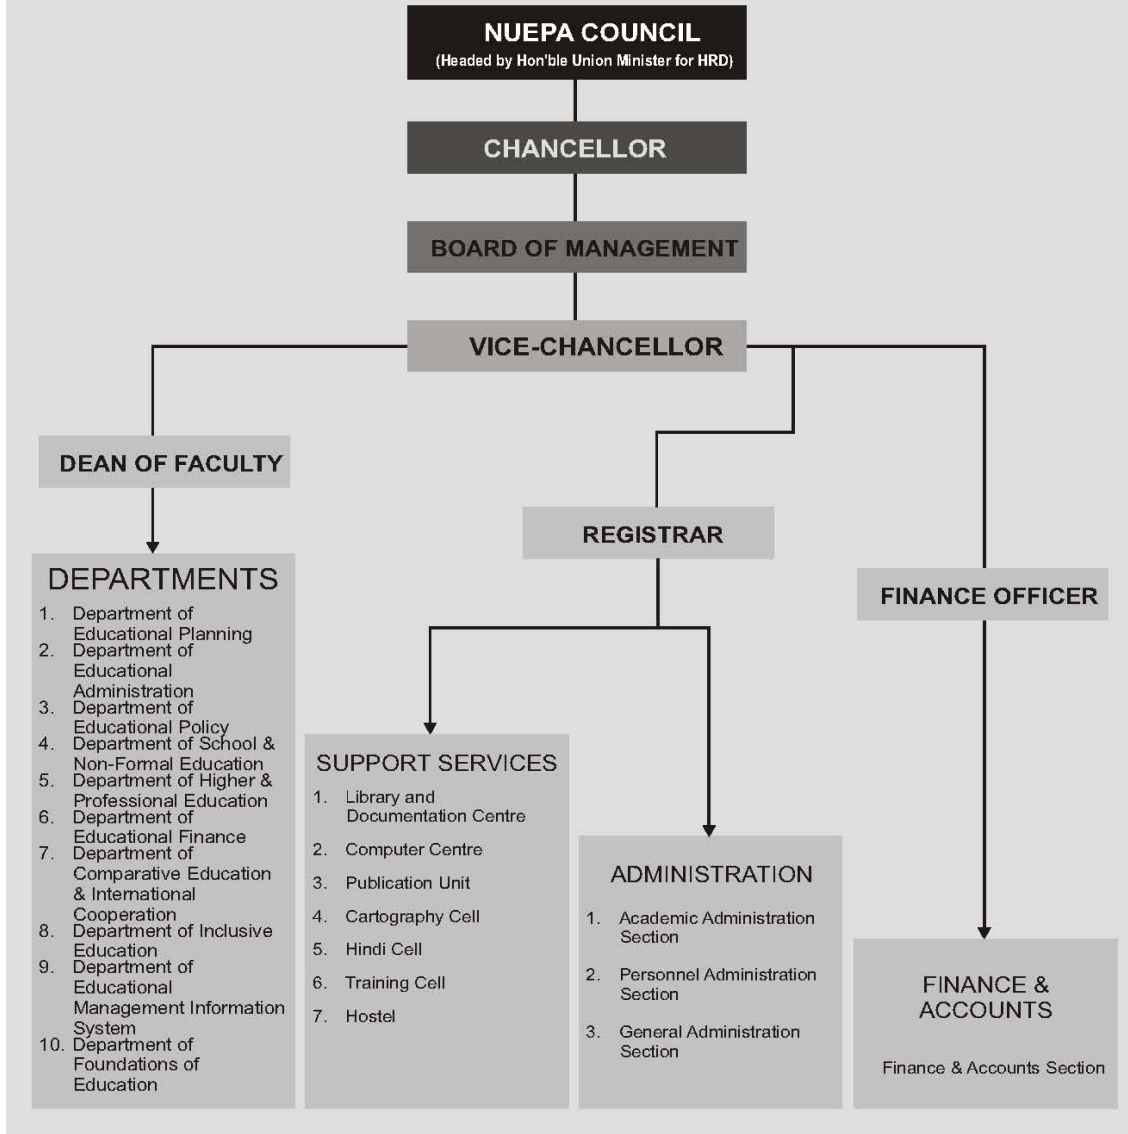 NUEPA COUNCIL
(Headed by Hon'ble Union Minister for HRD)
CHANCELLOR
BOARD OF MANAGEMENT
VICE-CHANCELLOR
DEAN OF FACULTY
REGISTRAR
FINANCE OFFICER
DEPARTMENTS
1. Department of
Educational Planning
2. Department of
Educational
Administration
3. Department of
Educational Policy
4. Department of School &
Non-Formal Education
5. Department of Higher &
Professional Education
6. Department of
Educational Finance
7. Department of
Comparative Education
& International
Cooperation
8. Department of Inclusive
Education
9. Department of
Educational
Management Information
System
10. Department of
Foundations of
Education
SUPPORT SERVICES
1. Library and
Documentation Centre
2. Computer Centre
3. Publication Unit
4. Cartography Cell
5. Hindi Cell
6. Training Cell
7. Hostel
ADMINISTRATION
1. Academic Administration
Section
2. Personnel Administration
Section
3. General Administration
Section
FINANCE &
ACCOUNTS
Finance & Accounts Section